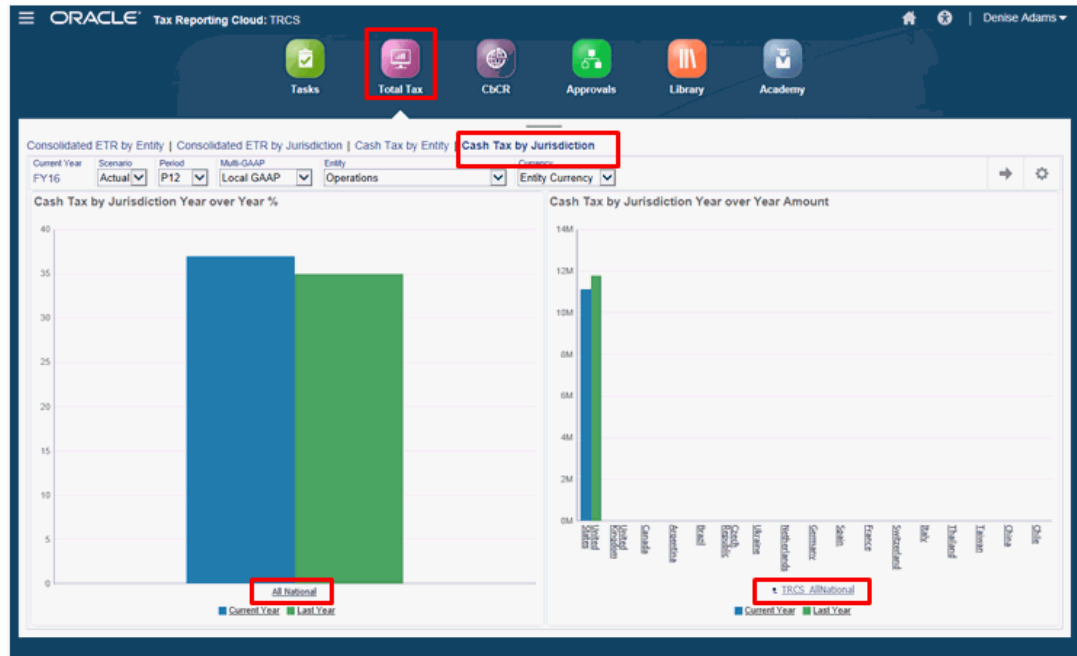 ORACLE Tax Reporting Cloud: TRCS
Denise Adams
Tasks
Total Tax
CbCR
Approvals
Library
Academy
Consolidated ETR by Entity | Consolidated ETR by Jurisdiction | Cash Tax by Entity | Cash Tax by Jurisdiction
Current Year Scenario Period Multi-GAAP Entity Currency
FY16 Actual P12 Local GAAP Operations Entity Currency
Cash Tax by Jurisdiction Year over Year %
40
35
30
25
20
15
10
5
0
All National
Current Year Last Year
Cash Tax by Jurisdiction Year over Year Amount
14M
12M
10M
8M
6M
4M
2M
0M
United States
United Kingdom
Canada
Argentina
Brazil
Czech Republic
Ukraine
Netherlands
Germany
Spain
France
Switzerland
Italy
Thailand
Taiwan
China
Chile
TRCS_AllNational
Current Year Last Year